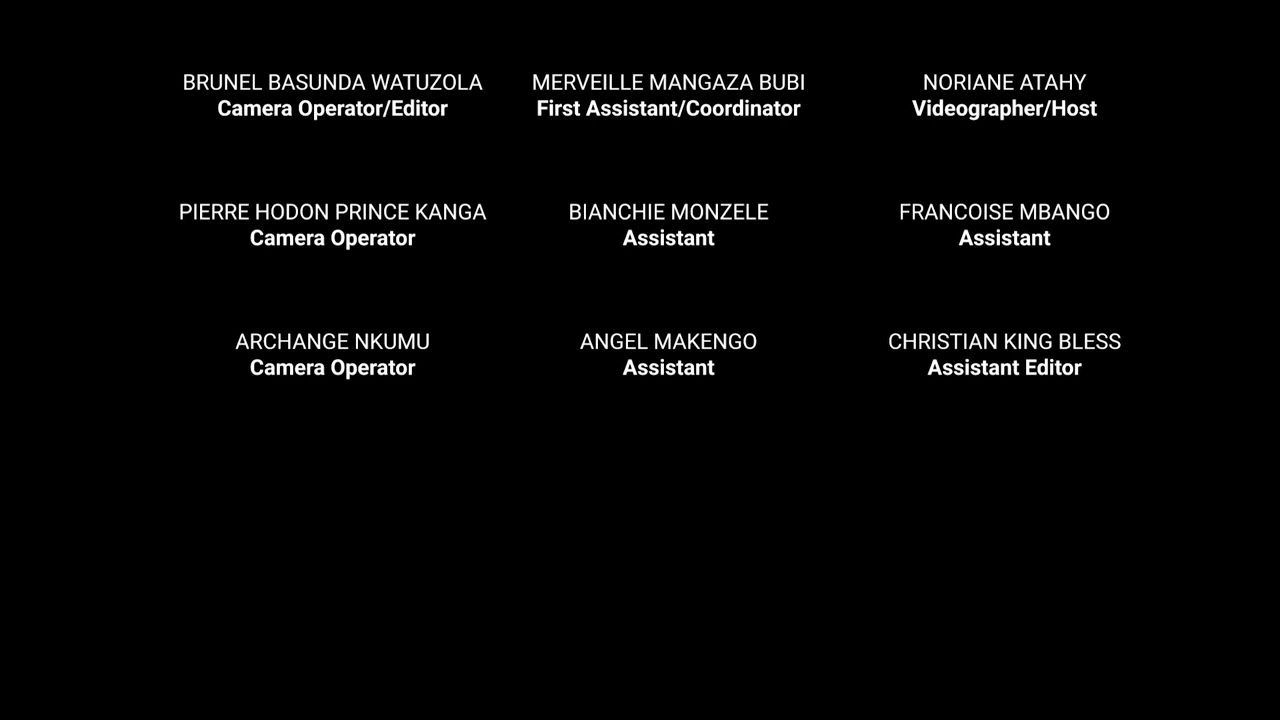 BRUNEL BASUNDA WATUZOLA
Camera Operator/Editor
MERVEILLE MANGAZA BUBI
First Assistant/Coordinator
NORIANE ATAHY
Videographer/Host
PIERRE HODON PRINCE KANGA
Camera Operator
BIANCHIE MONZELE
Assistant
FRANCOISE MBANGO
Assistant
ARCHANGE NKUMU
Camera Operator
ANGEL MAKENGO
Assistant
CHRISTIAN KING BLESS
Assistant Editor